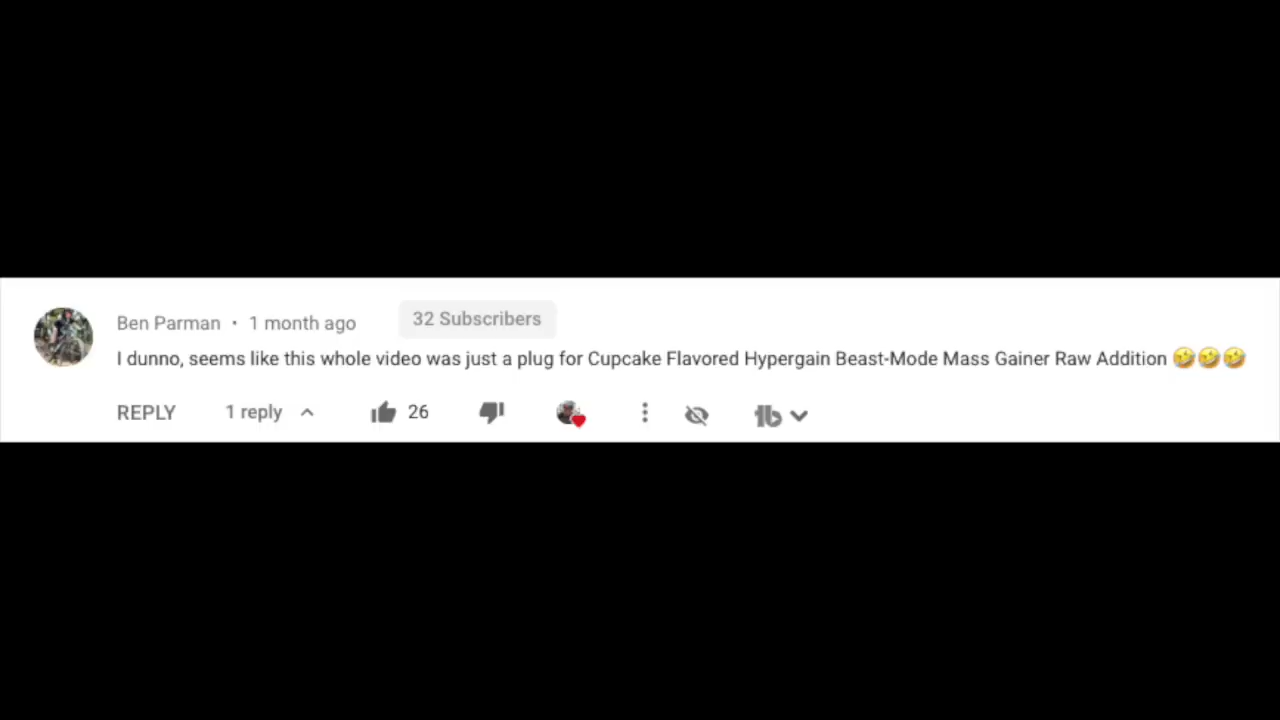 Ben Parman • 1 month ago 32 Subscribers
I dunno, seems like this whole video was just a plug for Cupcake Flavored Hypergain Beast-Mode Mass Gainer Raw Addition 🤣🤣🤣
REPLY 1 reply 26